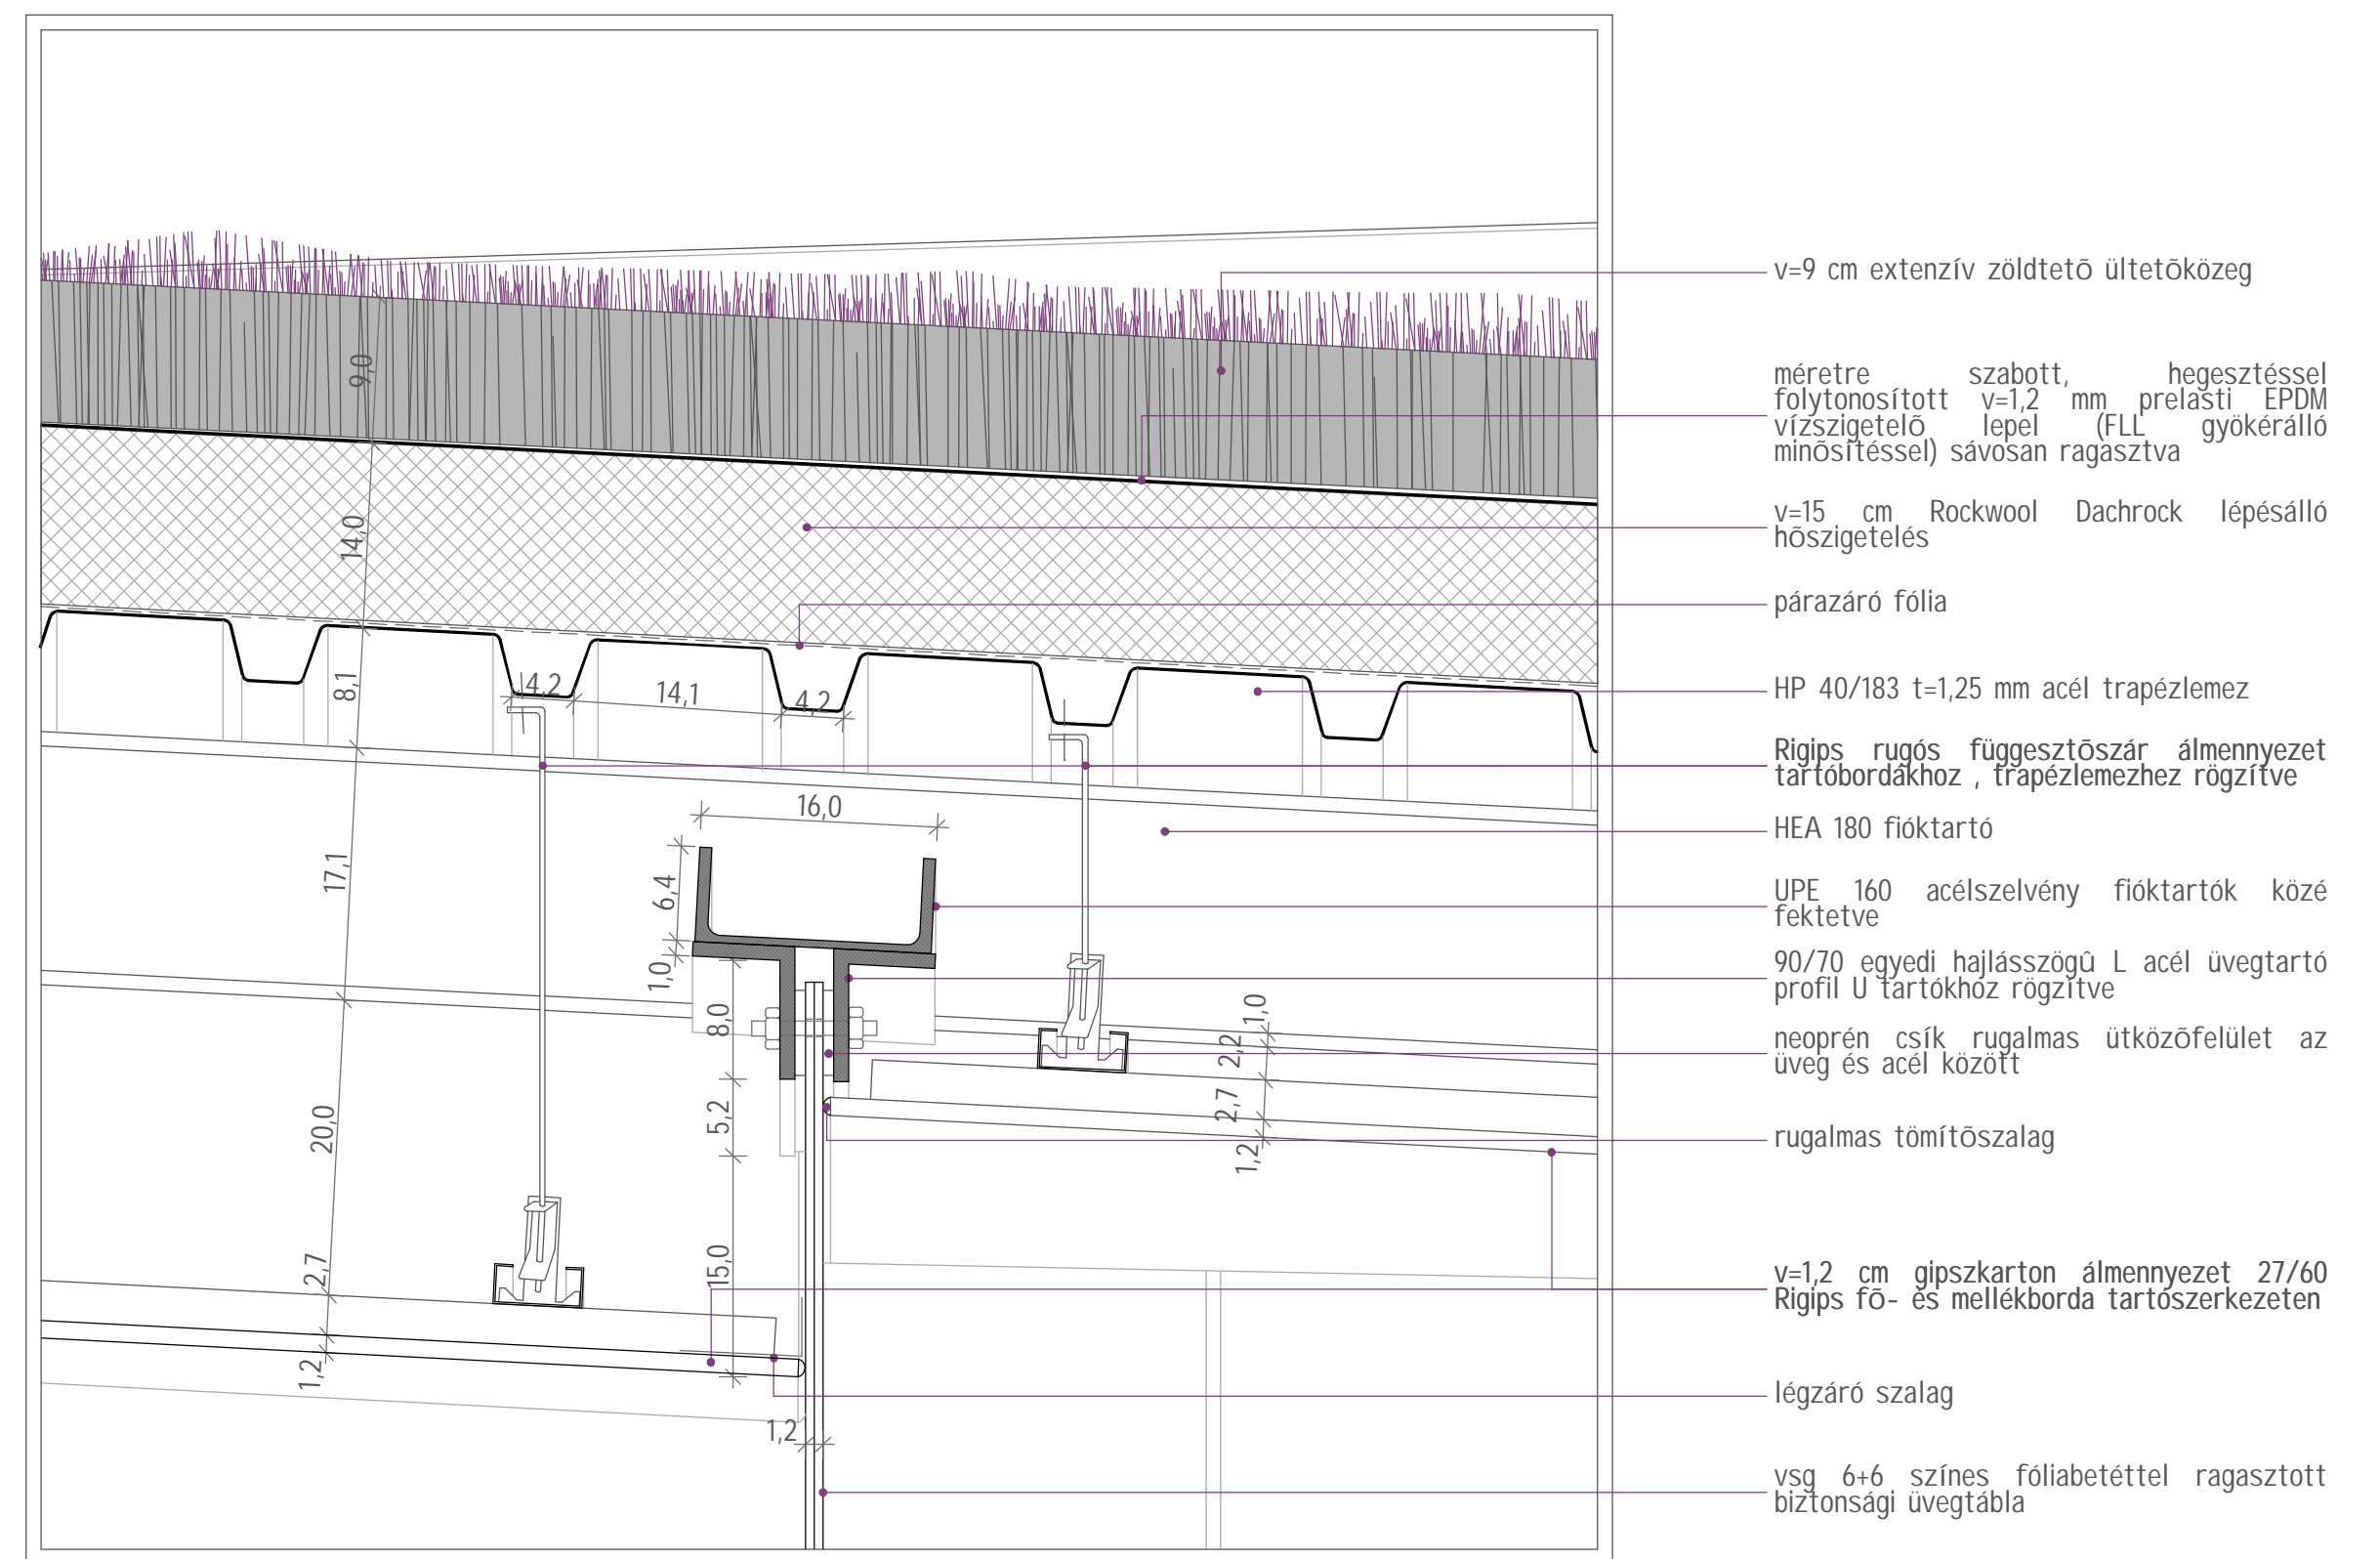 v=9 cm extenzív zöldtetõ ültetõközeg
méretre szabott, hegesztéssel
folytonosított v=1,2 mm prelasti EPDM
vízszigetelõ lepel (FLL gyökérálló
minõsítéssel) sávosan ragasztva
v=15 cm Rockwool Dachrock lépésálló
hõszigetelés
párazáró fólia
HP 40/183 t=1,25 mm acél trapézlemez
Rigips rugós függesztõszár álmennyezet
tartóbordákhoz , trapézlemezhez rögzítve
HEA 180 fióktartó
UPE 160 acélszelvény fióktartók közé
fektetve
90/70 egyedi hajlásszögû L acél üvegtartó
profil U tartókhoz rögzítve
neoprén csík rugalmas ütközõfelület az
üveg és acél között
rugalmas tömítõszalag
v=1,2 cm gipszkarton álmennyezet 27/60
Rigips fõ- és mellékborda tartószerkezeten
légzáró szalag
vsg 6+6 színes fóliabetéttel ragasztott
biztonsági üvegtábla
9,0
14,0
8,1
17,1
20,0
2,7
1,2
4,2
14,1
4,2
16,0
6,4
1,0
8,0
5,2
15,0
1,2
1,0
2,2
2,7
1,2